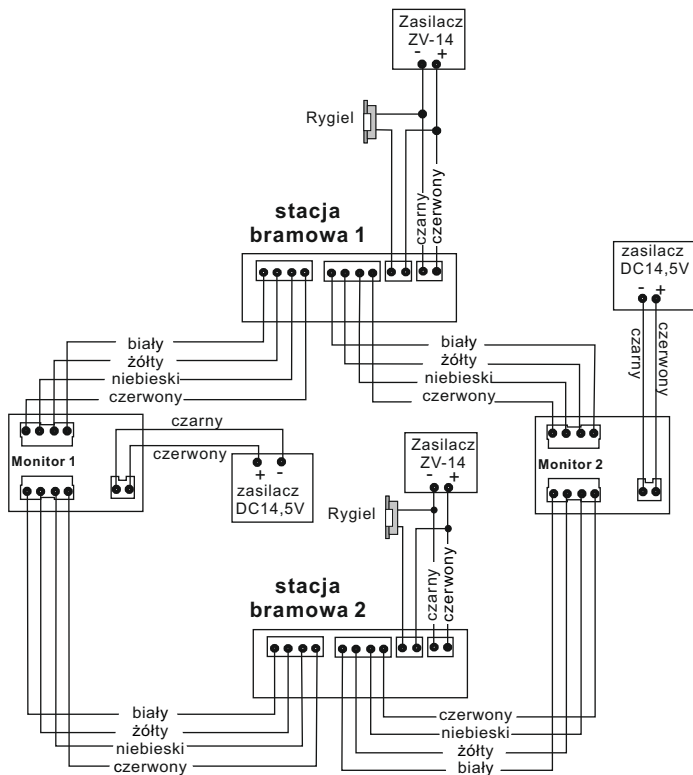 Zasilacz
ZV-14
- +
Rygiel
stacja
bramowa 1
czarny
czerwony
zasilacz
DC14,5V
- +
czarny
czerwony
biały
żółty
niebieski
czerwony
biały
żółty
niebieski
czerwony
Monitor 1
czarny
czerwony
+ -
zasilacz
DC14,5V
Zasilacz
ZV-14
- +
Monitor 2
Rygiel
czarny
czerwony
stacja
bramowa 2
biały
żółty
niebieski
czerwony
czerwony
niebieski
żółty
biały